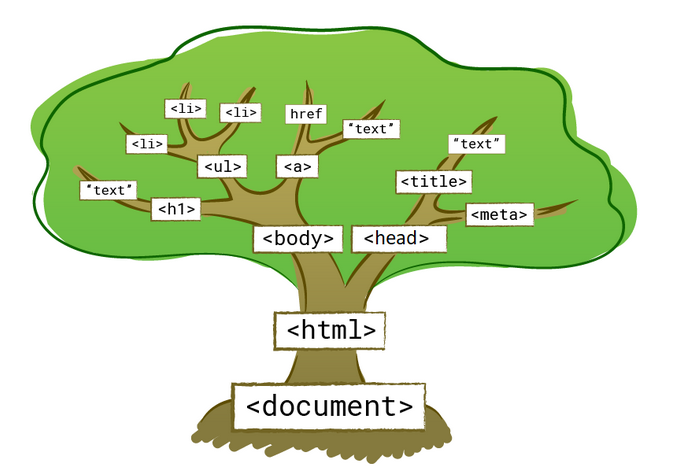 <li>
<li>
href
“text”
<li>
“text”
<ul>
<a>
<title>
“text”
<h1>
<meta>
<body>
<head>
<html>
<document>